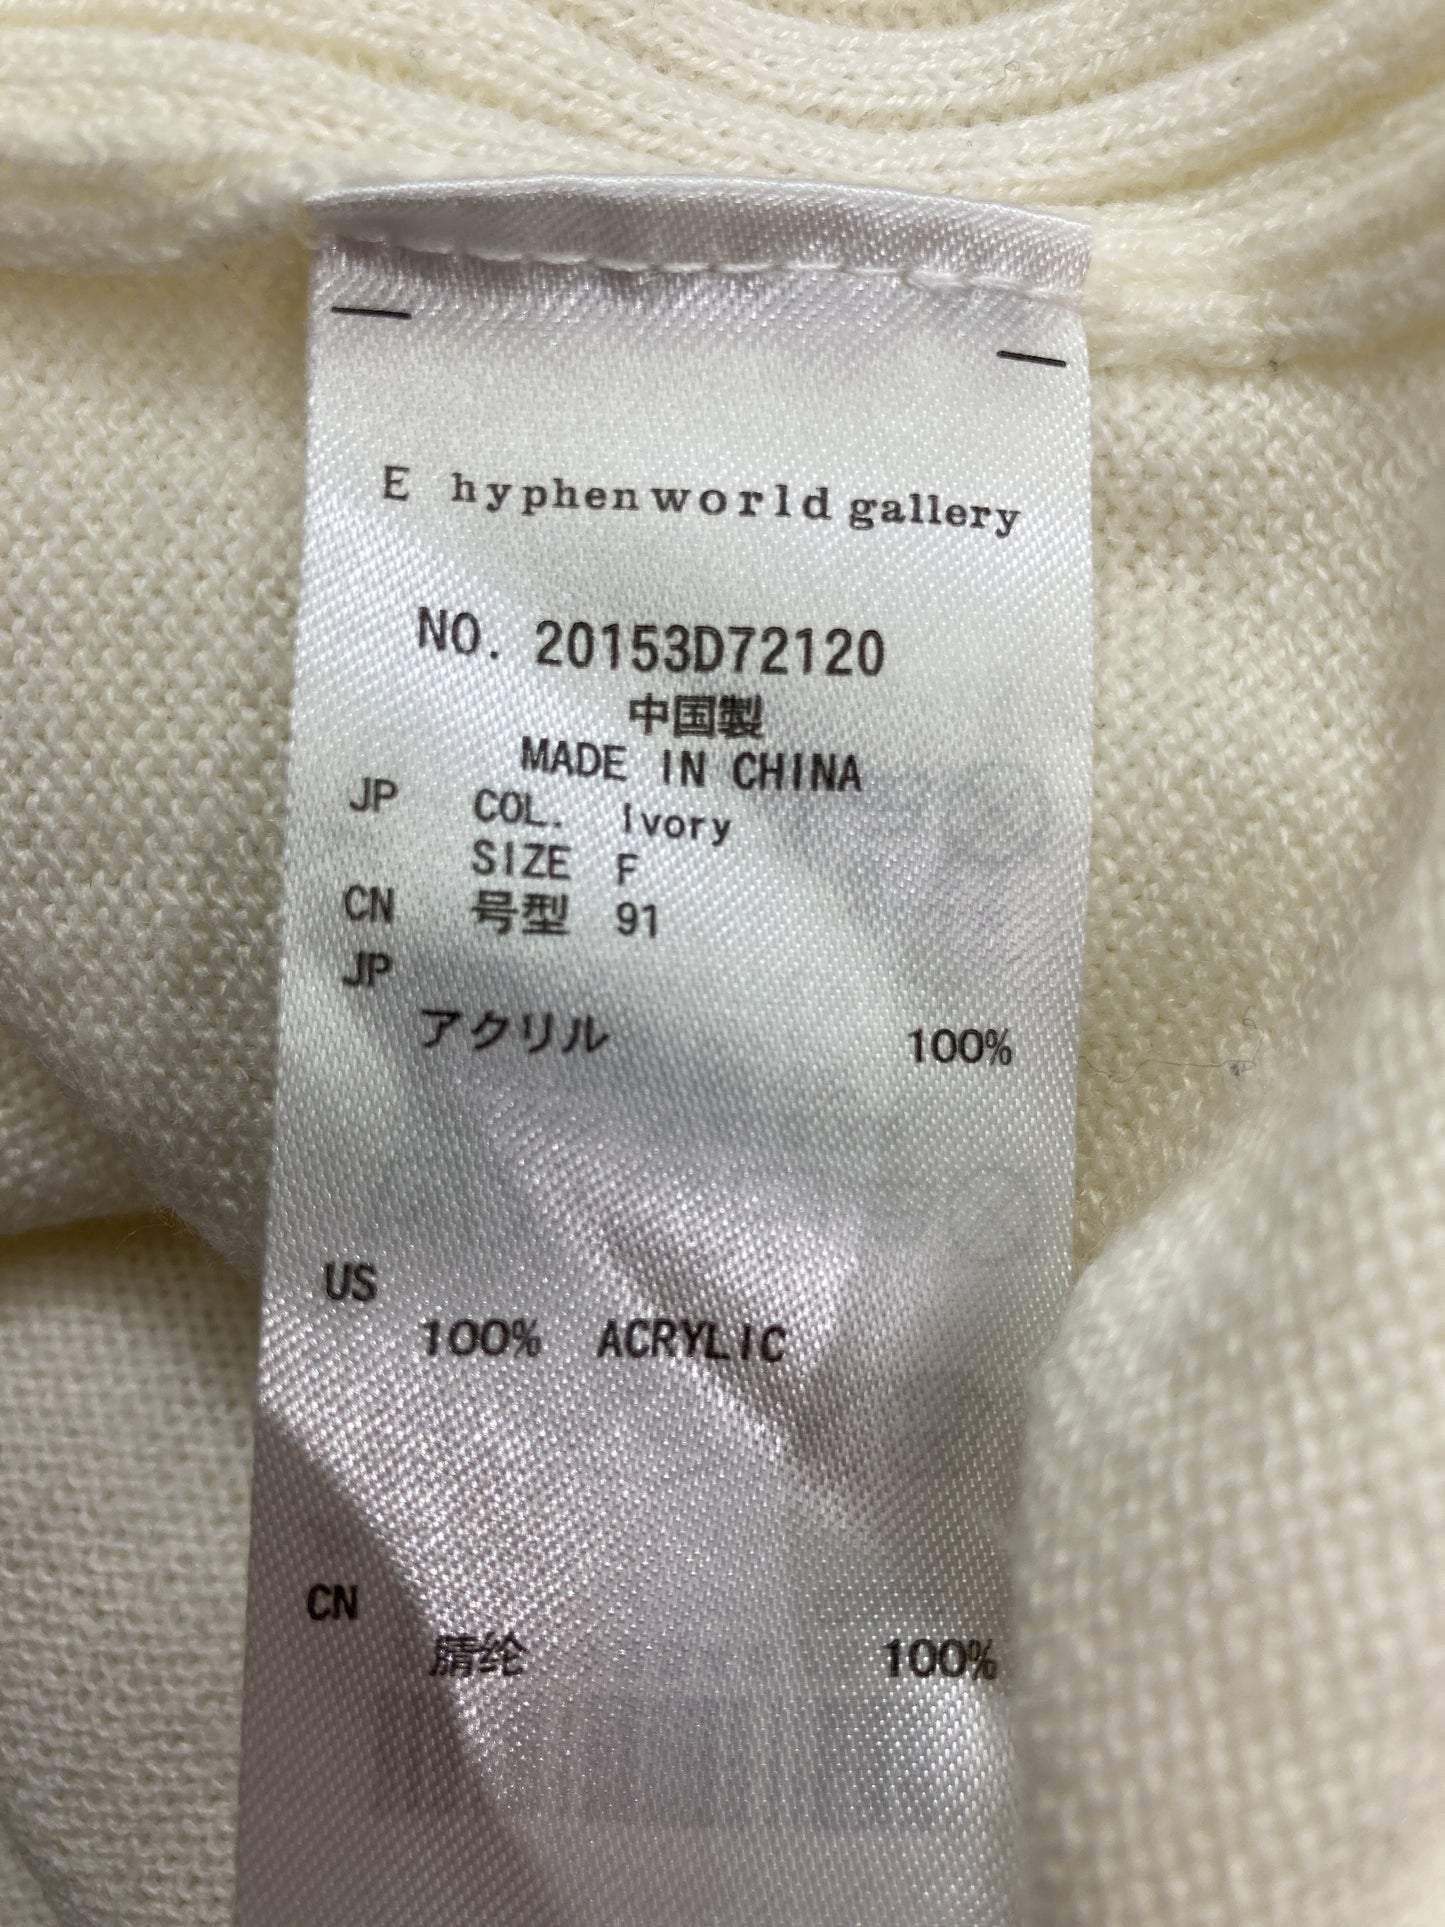 E hyphen world gallery
NO. 20153D72120
中国製
MADE IN CHINA
JP COL. Ivory
SIZE F
CN 号型 91
JP
アクリル 100%
US
100% ACRYLIC
CN
腈纶 100%